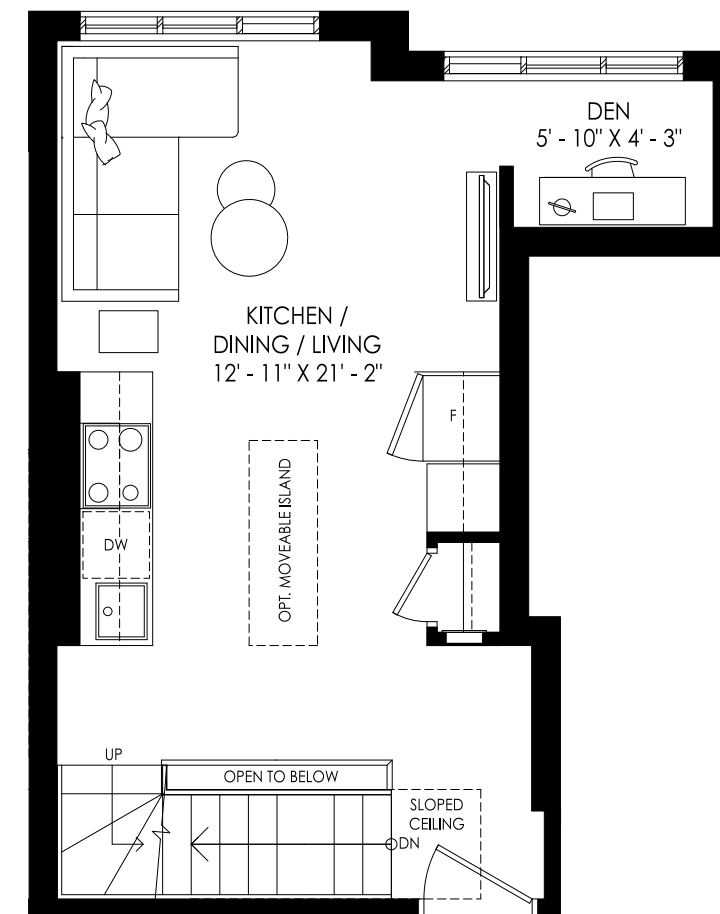 DEN
5' - 10" X 4' - 3"
KITCHEN /
DINING / LIVING
12' - 11" X 21' - 2"
F
OPT. MOVEABLE ISLAND
DW
UP
OPEN TO BELOW
SLOPED
CEILING
DN